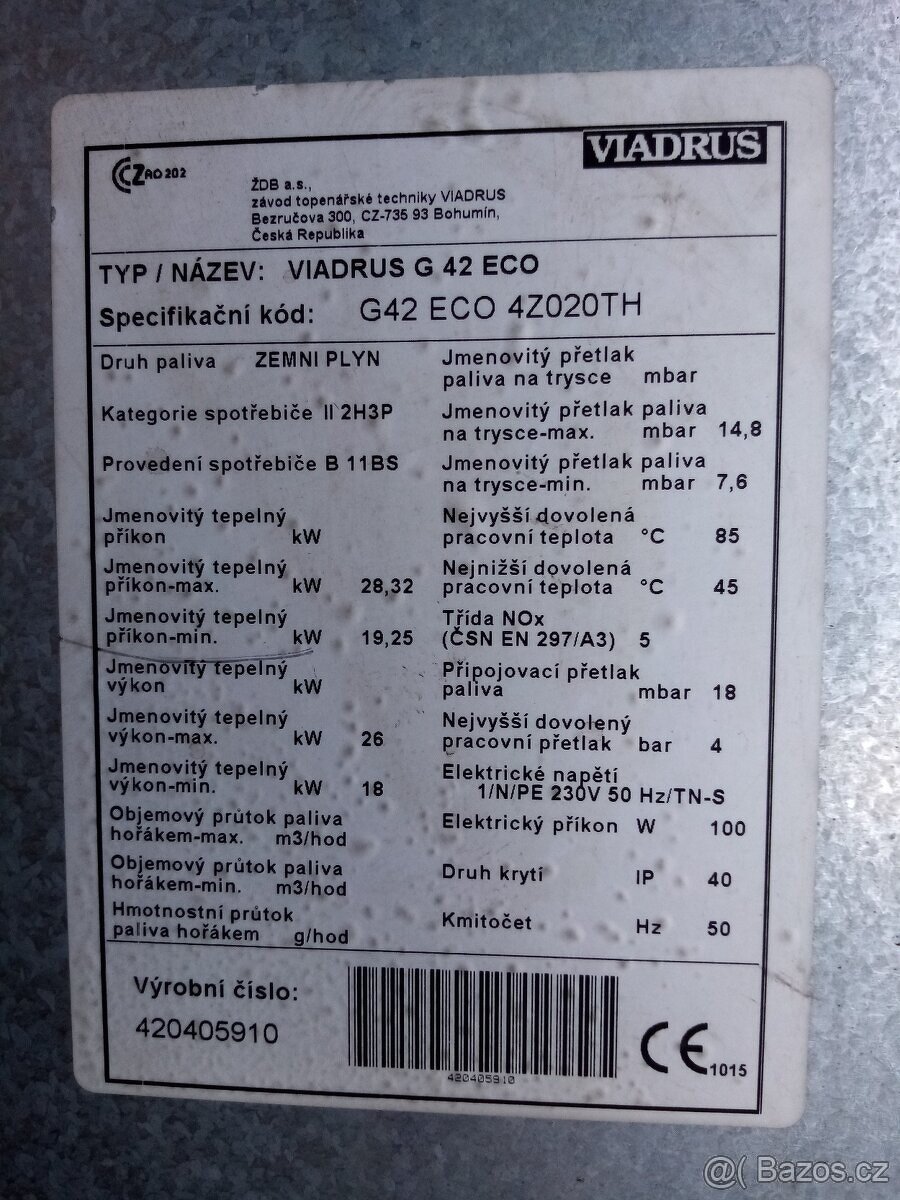 CZ AO 202
VIADRUS
ŽDB a.s.,
závod topenářské techniky VIADRUS
Bezručova 300, CZ-735 93 Bohumín,
Česká Republika
TYP / NÁZEV: VIADRUS G 42 ECO
Specifikační kód: G42 ECO 4Z020TH
Druh paliva ZEMNI PLYN
Kategorie spotřebiče II 2H3P
Provedení spotřebiče B 11BS
Jmenovitý tepelný
příkon kW
Jmenovitý tepelný
příkon-max. kW 28,32
Jmenovitý tepelný
příkon-min. kW 19,25
Jmenovitý tepelný
výkon kW
Jmenovitý tepelný
výkon-max. kW 26
Jmenovitý tepelný
výkon-min. kW 18
Objemový průtok paliva
hořákem-max. m3/hod
Objemový průtok paliva
hořákem-min. m3/hod
Hmotnostní průtok
paliva hořákem g/hod
Jmenovitý přetlak
paliva na trysce mbar
Jmenovitý přetlak paliva
na trysce-max. mbar 14,8
Jmenovitý přetlak paliva
na trysce-min. mbar 7,6
Nejvyšší dovolená
pracovní teplota °C 85
Nejnižší dovolená
pracovní teplota °C 45
Třída NOx
(ČSN EN 297/A3) 5
Připojovací přetlak
paliva mbar 18
Nejvyšší dovolený
pracovní přetlak bar 4
Elektrické napětí
1/N/PE 230V 50 Hz/TN-S
Elektrický příkon W 100
Druh krytí IP 40
Kmitočet Hz 50
Výrobní číslo:
420405910
420405910
CE 1015
@( Bazos.cz